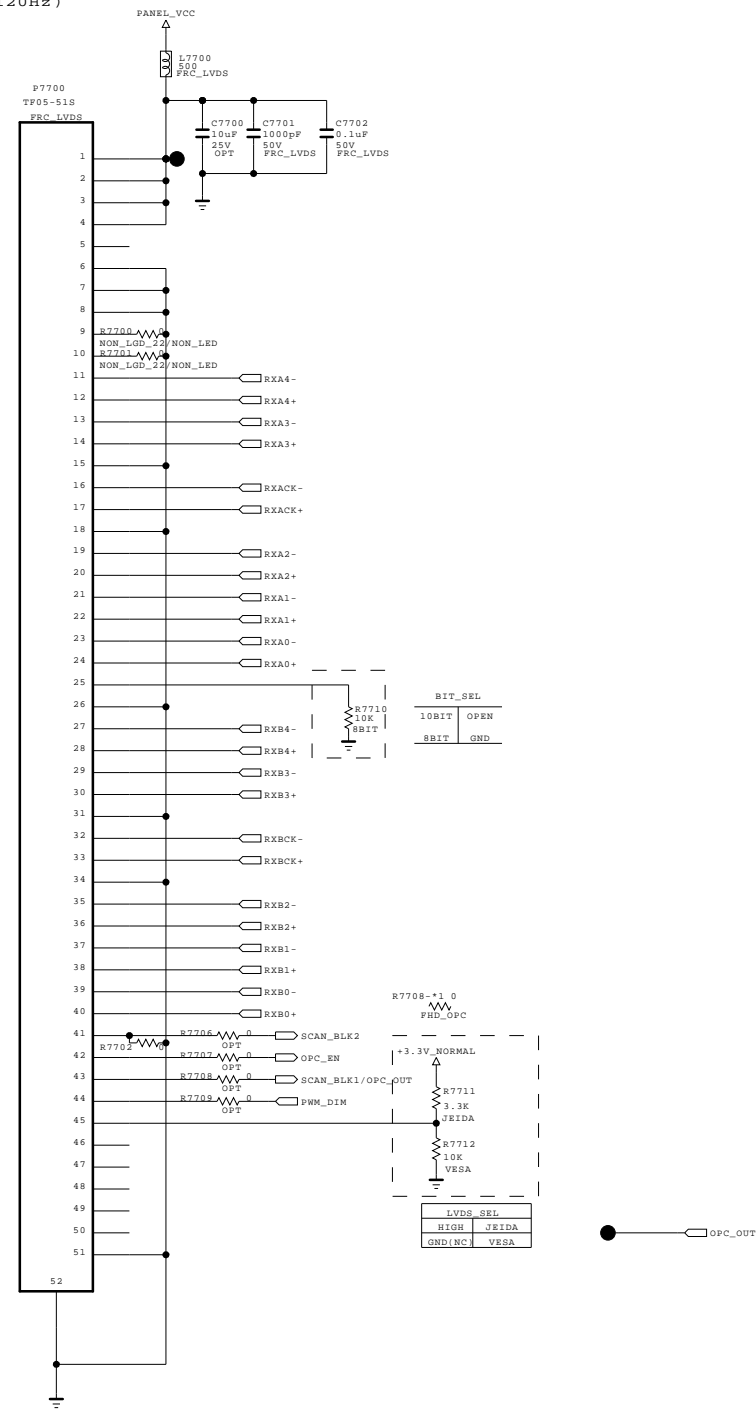 PANEL_VCC
L7700
500
FRC_LVDS
P7700
TF05-51S
FRC_LVDS
C7700
10uF
25V
OPT
C7701
1000pF
50V
FRC_LVDS
C7702
0.1uF
50V
FRC_LVDS
1
2
3
4
5
6
7
8
9
R7700 0
NON_LGD_22/NON_LED
10
R7701 0
NON_LGD_22/NON_LED
11 RXA4-
12 RXA4+
13 RXA3-
14 RXA3+
15
16 RXACK-
17 RXACK+
18
19 RXA2-
20 RXA2+
21 RXA1-
22 RXA1+
23 RXA0-
24 RXA0+
25
R7710
10K
8BIT
BIT_SEL
10BIT OPEN
8BIT GND
26
27 RXB4-
28 RXB4+
29 RXB3-
30 RXB3+
31
32 RXBCK-
33 RXBCK+
34
35 RXB2-
36 RXB2+
37 RXB1-
38 RXB1+
39 RXB0-
40 RXB0+
R7708-*1 0
FHD_OPC
41
R7702 0
R7706 0
OPT
SCAN_BLK2
42
R7707 0
OPT
OPC_EN
43
R7708 0
OPT
SCAN_BLK1/OPC_OUT
44
R7709 0
OPT
PWM_DIM
+3.3V_NORMAL
R7711
3.3K
JEIDA
45
R7712
10K
VESA
46
47
48
49
50
51
52
LVDS_SEL
HIGH JEIDA
GND(NC) VESA
OPC_OUT